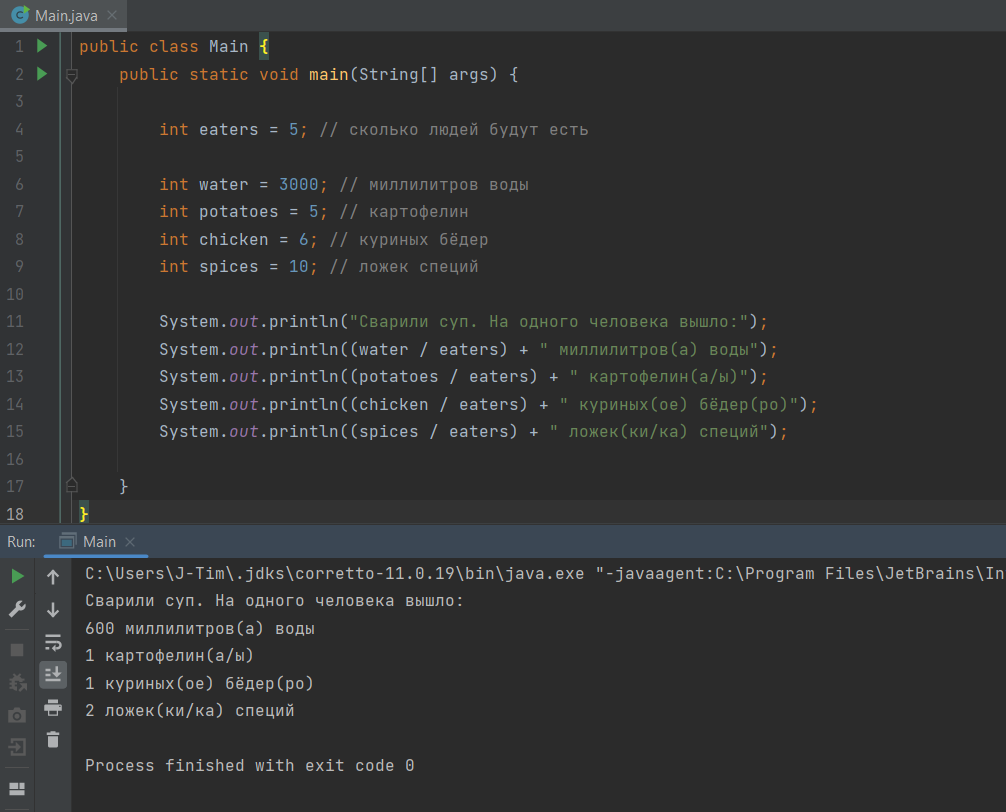 Main.java
1 public class Main {
2 public static void main(String[] args) {
3
4 int eaters = 5; // сколько людей будут есть
5
6 int water = 3000; // миллилитров воды
7 int potatoes = 5; // картофелин
8 int chicken = 6; // куриных бёдер
9 int spices = 10; // ложек специй
10
11 System.out.println("Сварили суп. На одного человека вышло:");
12 System.out.println((water / eaters) + " миллилитров(а) воды");
13 System.out.println((potatoes / eaters) + " картофелин(а/ы)");
14 System.out.println((chicken / eaters) + " куриных(ое) бёдер(ро)");
15 System.out.println((spices / eaters) + " ложек(ки/ка) специй");
16
17 }
18 }
Run: Main
C:\Users\J-Tim\.jdks\corretto-11.0.19\bin\java.exe "-javaagent:C:\Program Files\JetBrains\In
Сварили суп. На одного человека вышло:
600 миллилитров(а) воды
1 картофелин(а/ы)
1 куриных(ое) бёдер(ро)
2 ложек(ки/ка) специй
Process finished with exit code 0